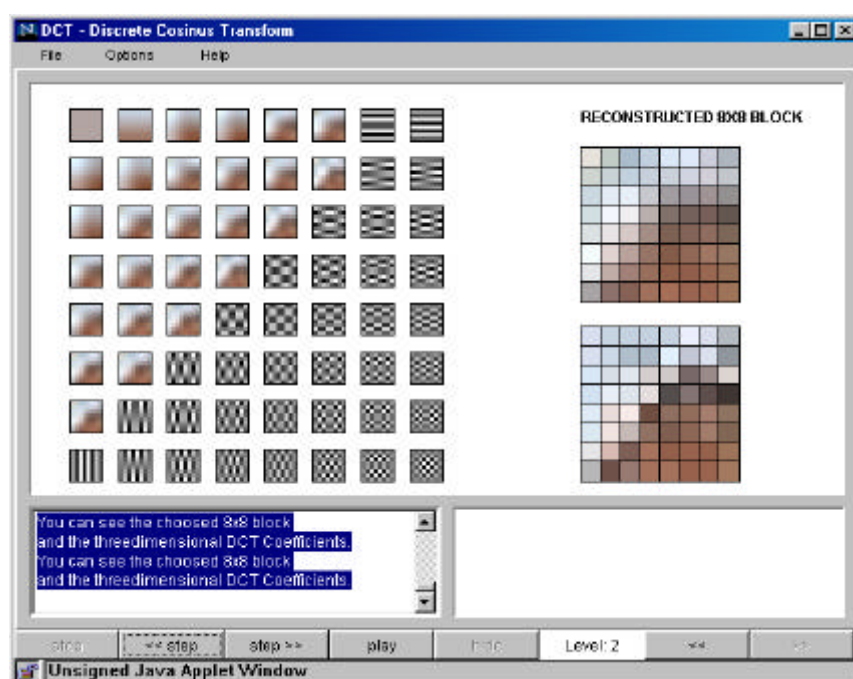 DCT - Discrete Cosinus Transform
File Options Help
RECONSTRUCTED 8X8 BLOCK
You can see the choosed 8x8 block
and the threedimensional DCT Coefficients.
You can see the choosed 8x8 block
and the threedimensional DCT Coefficients.
stop << step step >> play Level: 2 <<
Unsigned Java Applet Window